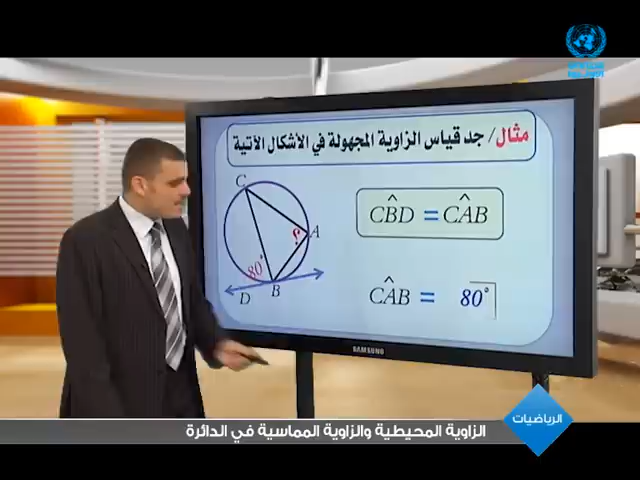 مثال/ جد قياس الزاوية المجهولة في الأشكال الآتية
C
A
?
80°
D
B
CB̂D = CÂB
CÂB = 80°
SAMSUNG
الرياضيات
الزاوية المحيطية والزاوية المماسية في الدائرة